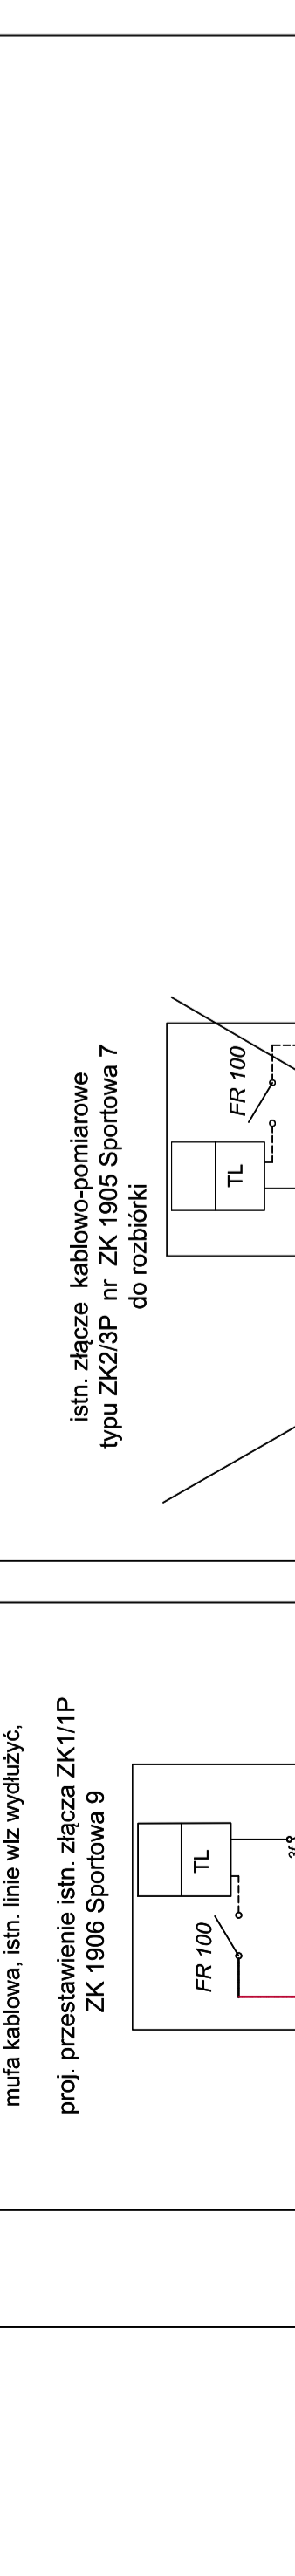 istn. złącze kablowo-pomiarowe
typu ZK2/3P nr ZK 1905 Sportowa 7
do rozbiórki
FR 100
TL
mufa kablowa, istn. linie wlz wydłużyć,
proj. przestawienie istn. złącza ZK1/1P
ZK 1906 Sportowa 9
TL
FR 100